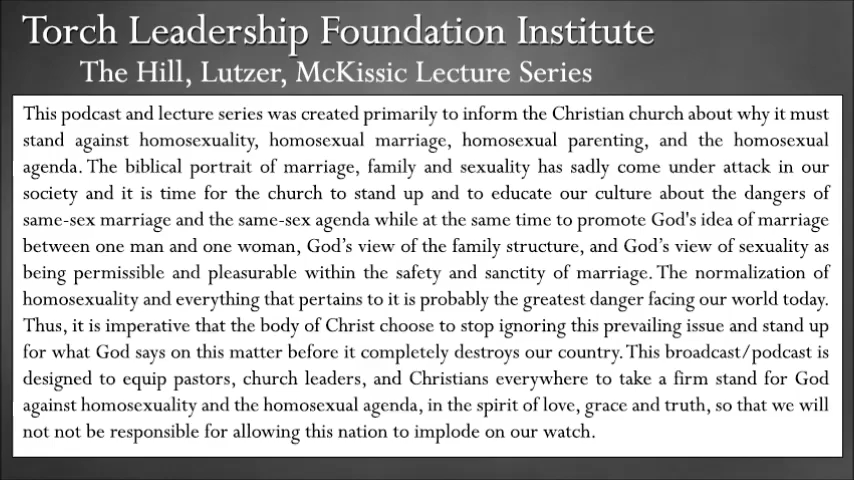 Torch Leadership Foundation Institute
The Hill, Lutzer, McKissic Lecture Series
This podcast and lecture series was created primarily to inform the Christian church about why it must
stand against homosexuality, homosexual marriage, homosexual parenting, and the homosexual
agenda. The biblical portrait of marriage, family and sexuality has sadly come under attack in our
society and it is time for the church to stand up and to educate our culture about the dangers of
same-sex marriage and the same-sex agenda while at the same time to promote God's idea of marriage
between one man and one woman, God's view of the family structure, and God's view of sexuality as
being permissible and pleasurable within the safety and sanctity of marriage. The normalization of
homosexuality and everything that pertains to it is probably the greatest danger facing our world today.
Thus, it is imperative that the body of Christ choose to stop ignoring this prevailing issue and stand up
for what God says on this matter before it completely destroys our country. This broadcast/podcast is
designed to equip pastors, church leaders, and Christians everywhere to take a firm stand for God
against homosexuality and the homosexual agenda, in the spirit of love, grace and truth, so that we will
not not be responsible for allowing this nation to implode on our watch.